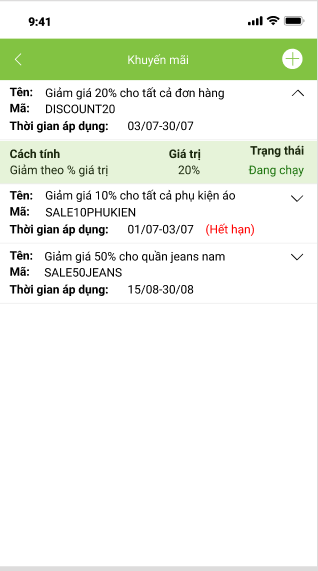 9:41
Khuyến mãi
Tên: Giảm giá 20% cho tất cả đơn hàng
Mã: DISCOUNT20
Thời gian áp dụng: 03/07-30/07
Cách tính Giá trị Trạng thái
Giảm theo % giá trị 20% Đang chạy
Tên: Giảm giá 10% cho tất cả phụ kiện áo
Mã: SALE10PHUKIEN
Thời gian áp dụng: 01/07-03/07 (Hết hạn)
Tên: Giảm giá 50% cho quần jeans nam
Mã: SALE50JEANS
Thời gian áp dụng: 15/08-30/08